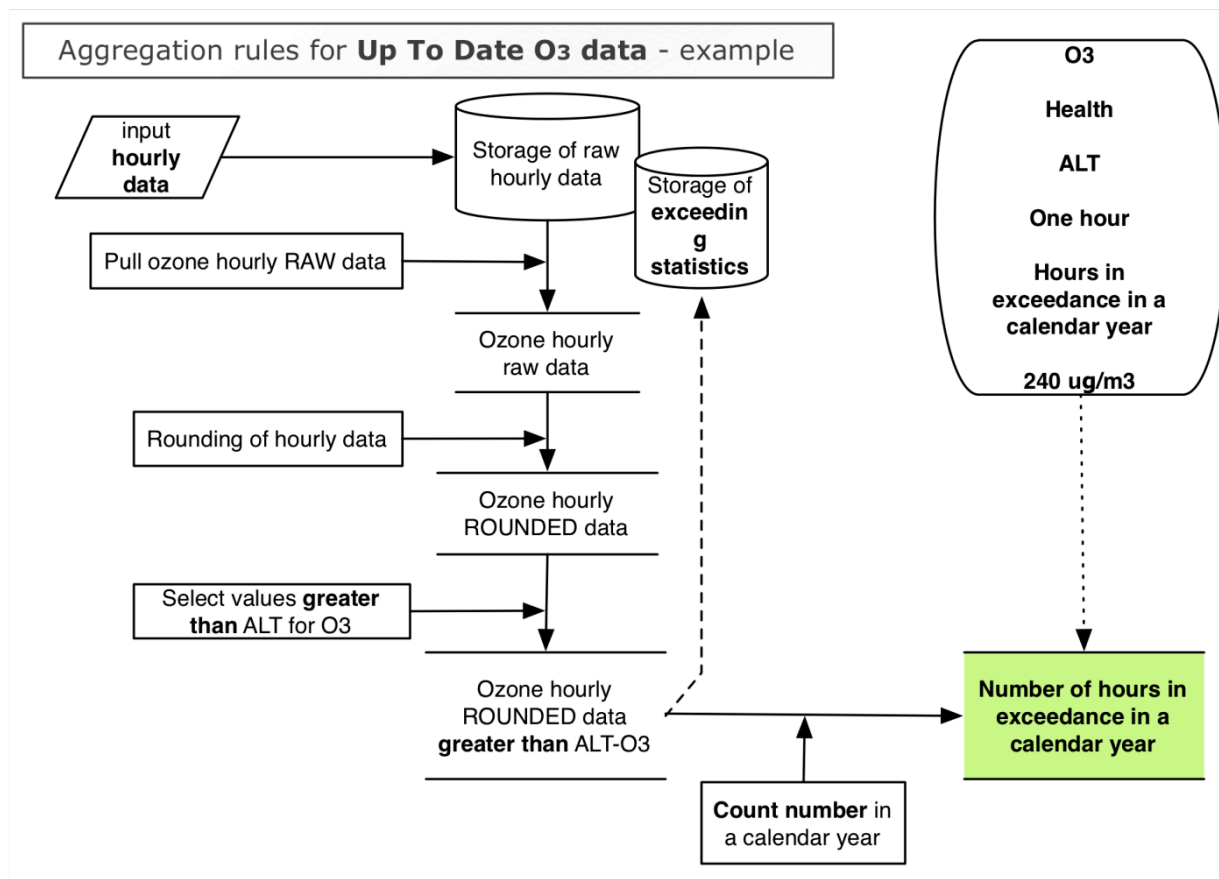 Aggregation rules for Up To Date O3 data - example
input
hourly
data
Storage of raw
hourly data
Storage of
exceedin
g
statistics
Pull ozone hourly RAW data
Ozone hourly
raw data
Rounding of hourly data
Ozone hourly
ROUNDED data
Select values greater
than ALT for O3
Ozone hourly
ROUNDED data
greater than ALT-O3
Count number in
a calendar year
O3
Health
ALT
One hour
Hours in
exceedance in a
calendar year
240 ug/m3
Number of hours in
exceedance in a
calendar year